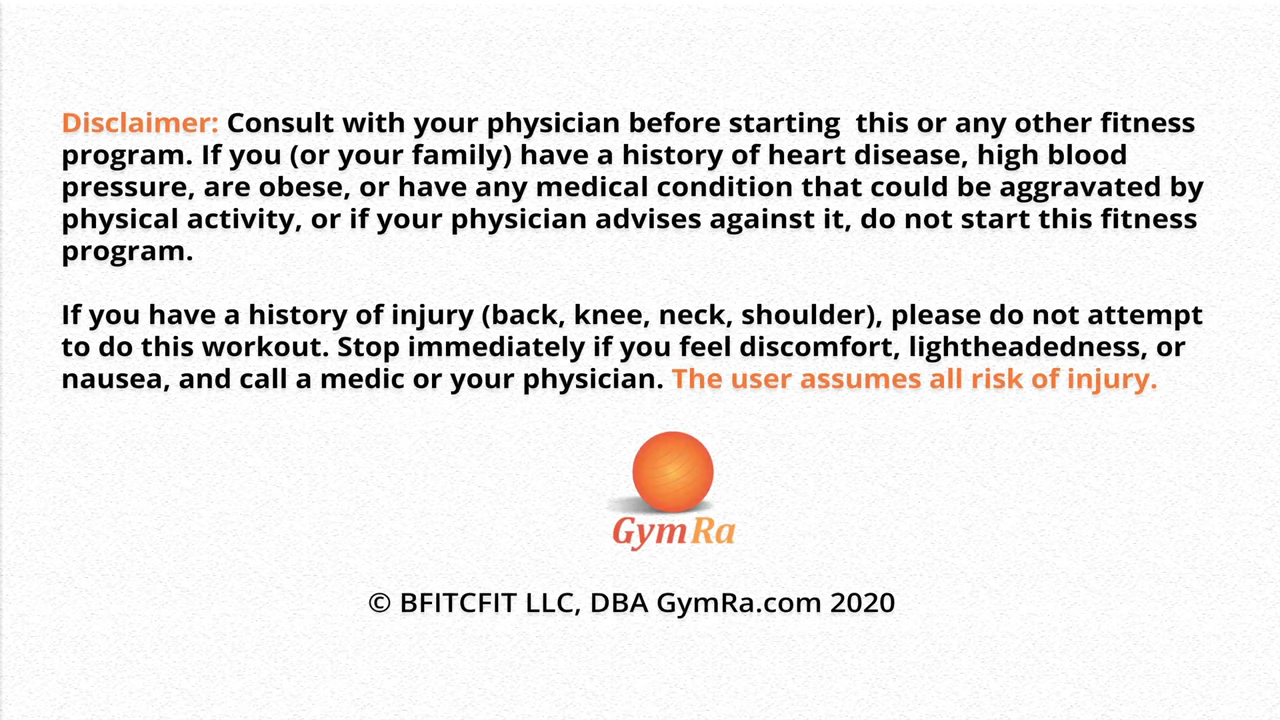 Disclaimer: Consult with your physician before starting  this or any other fitness
program. If you (or your family) have a history of heart disease, high blood
pressure, are obese, or have any medical condition that could be aggravated by
physical activity, or if your physician advises against it, do not start this fitness
program.
If you have a history of injury (back, knee, neck, shoulder), please do not attempt
to do this workout. Stop immediately if you feel discomfort, lightheadedness, or
nausea, and call a medic or your physician. The user assumes all risk of injury.
GymRa
© BFITCFIT LLC, DBA GymRa.com 2020